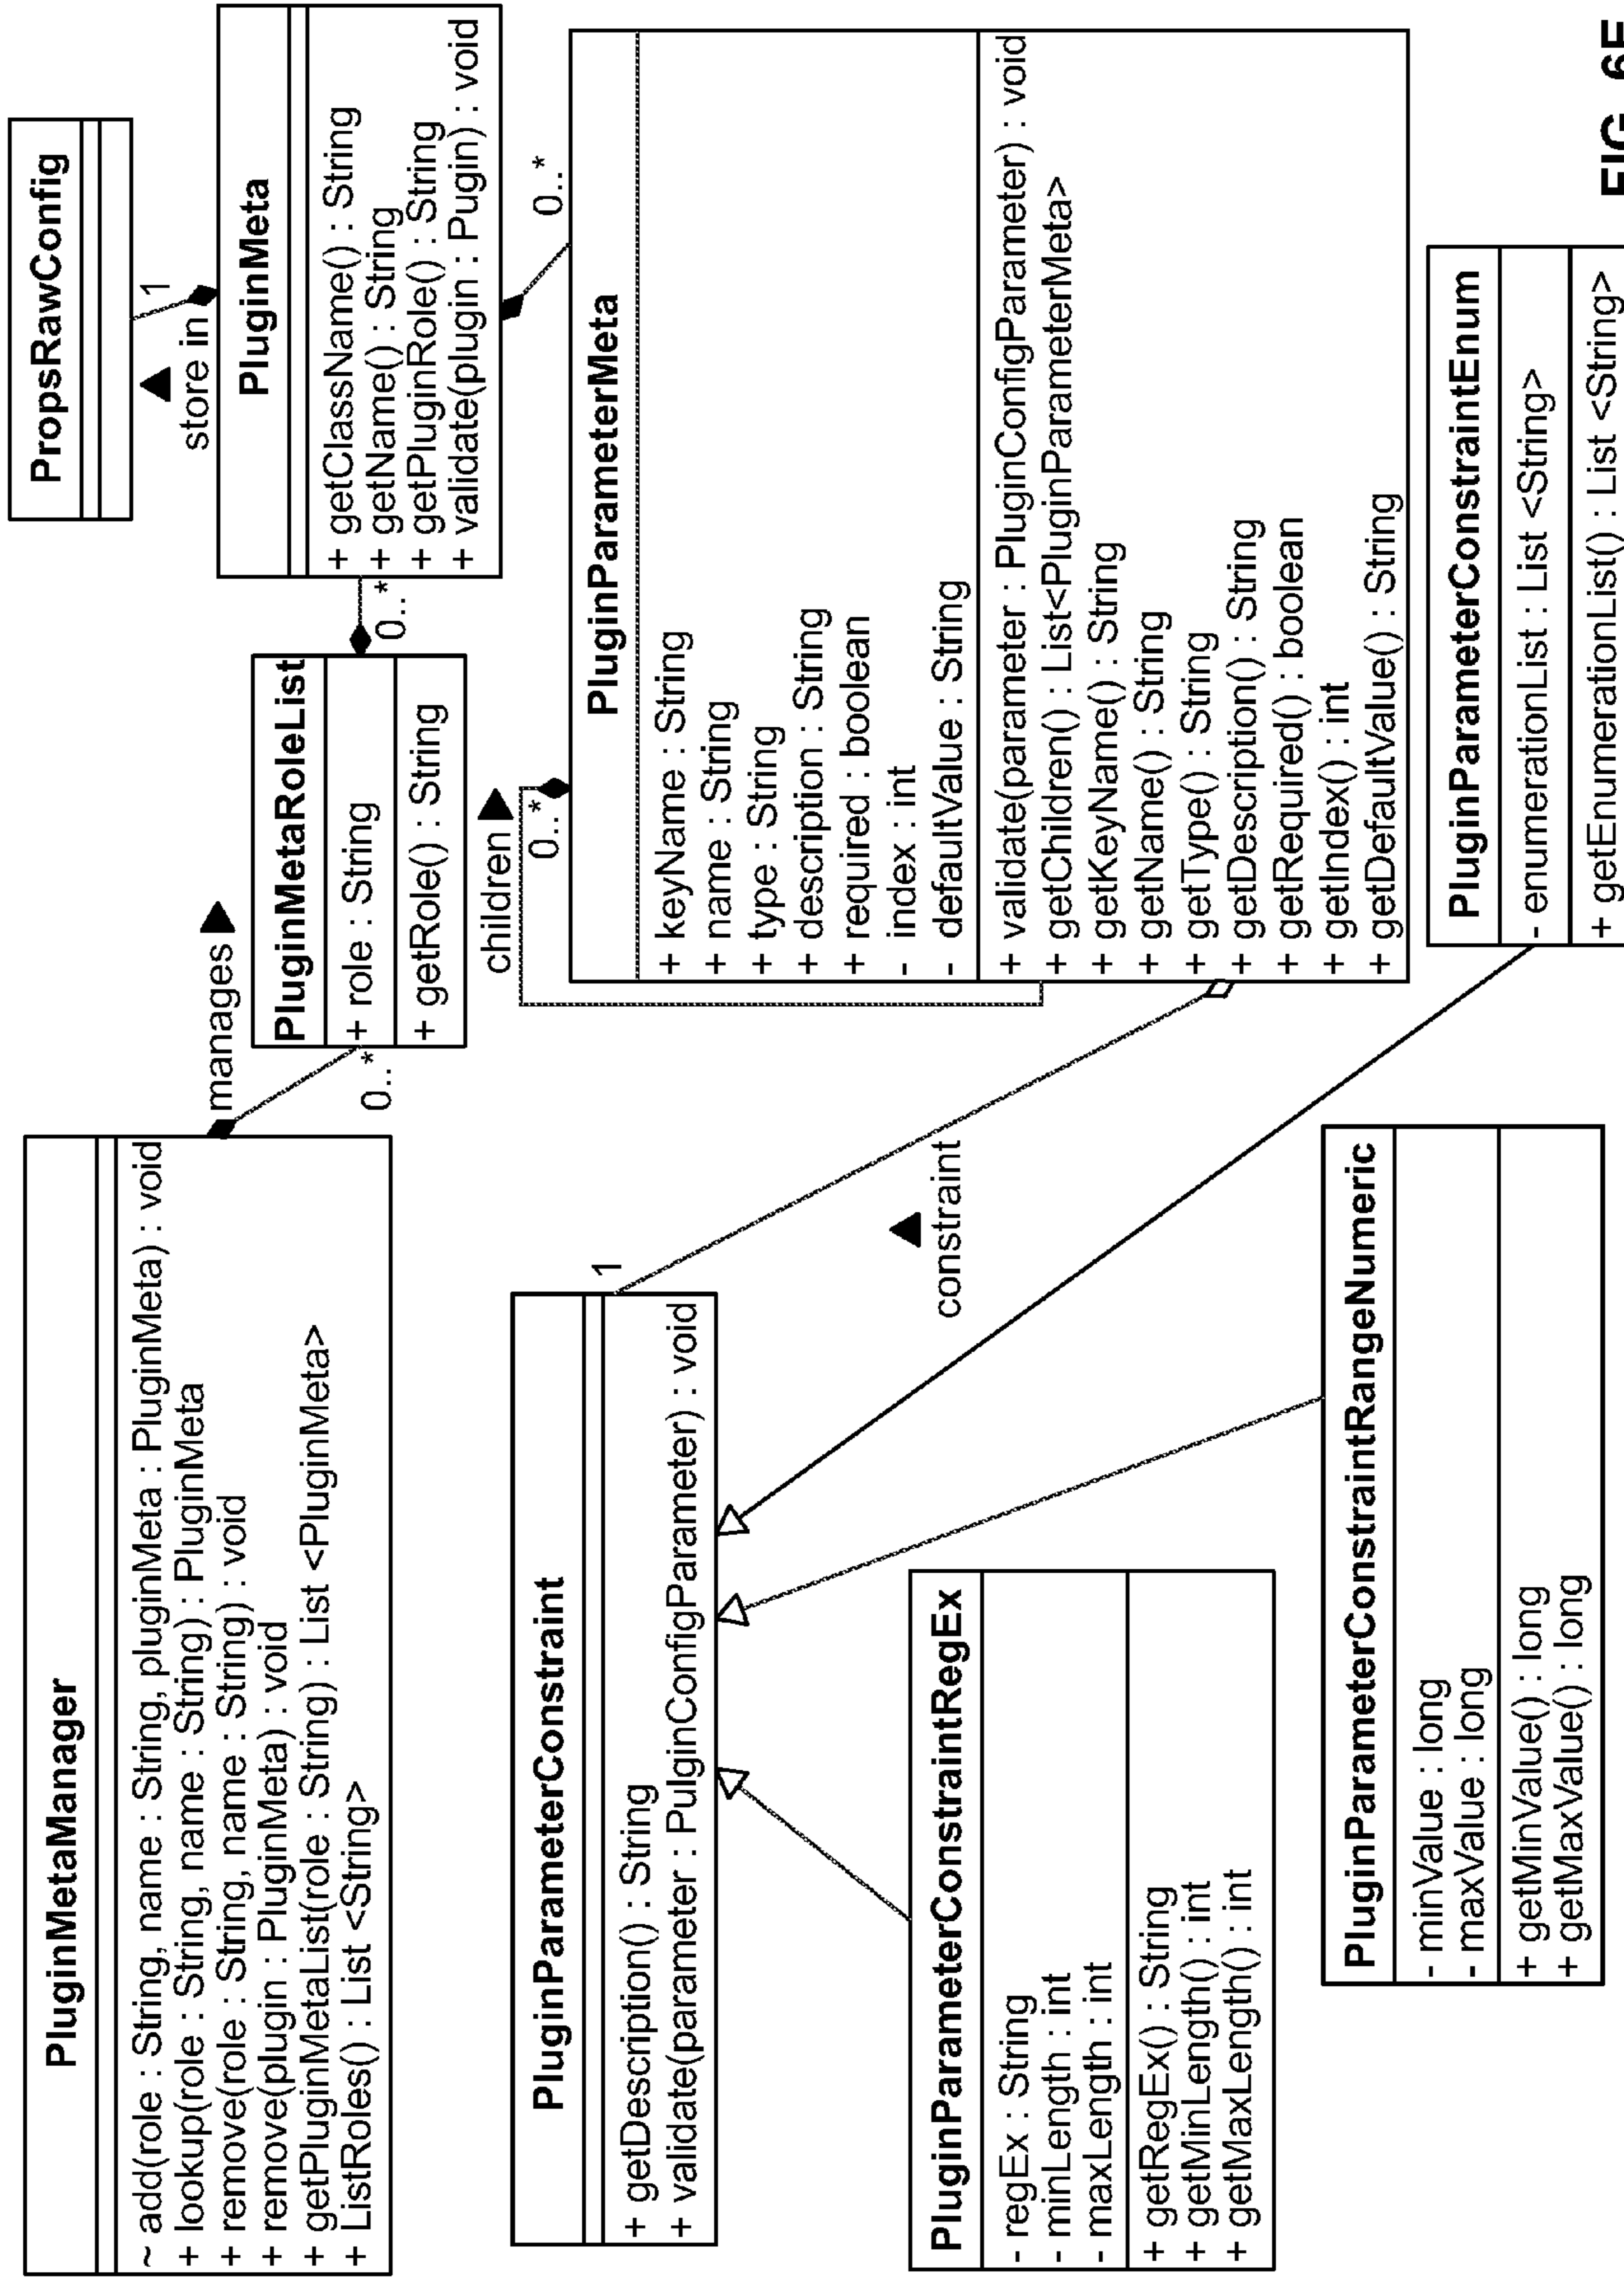 PluginMetaManager
~ add(role : String, name : String, pluginMeta : PluginMeta) : void
+ lookup(role : String, name : String) : PluginMeta
+ remove(role : String, name : String) : void
+ remove(plugin : PluginMeta) : void
+ getPluginMetaList(role : String) : List <PluginMeta>
+ ListRoles() : List <String>
manages
0..*
PluginMetaRoleList
+ role : String
+ getRole() : String
0..*
PropsRawConfig
1
store in
PluginMeta
+ getClassName() : String
+ getName() : String
+ getPluginRole() : String
+ validate(plugin : Pugin) : void
0..*
children
0..*
PluginParameterMeta
+ keyName : String
+ name : String
+ type : String
+ description : String
+ required : boolean
- index : int
- defaultValue : String
+ validate(parameter : PluginConfigParameter) : void
+ getChildren() : List<PluginParameterMeta>
+ getKeyName() : String
+ getName() : String
+ getType() : String
+ getDescription() : String
+ getRequired() : boolean
+ getIndex() : int
+ getDefaultValue() : String
1
constraint
PluginParameterConstraint
+ getDescription() : String
+ validate(parameter : PulginConfigParameter) : void
PluginParameterConstraintRegEx
- regEx : String
- minLength : int
- maxLength : int
+ getRegEx() : String
+ getMinLength() : int
+ getMaxLength() : int
PluginParameterConstraintRangeNumeric
- minValue : long
- maxValue : long
+ getMinValue() : long
+ getMaxValue() : long
PluginParameterConstraintEnum
- enumerationList : List <String>
+ getEnumerationList() : List <String>
FIG.